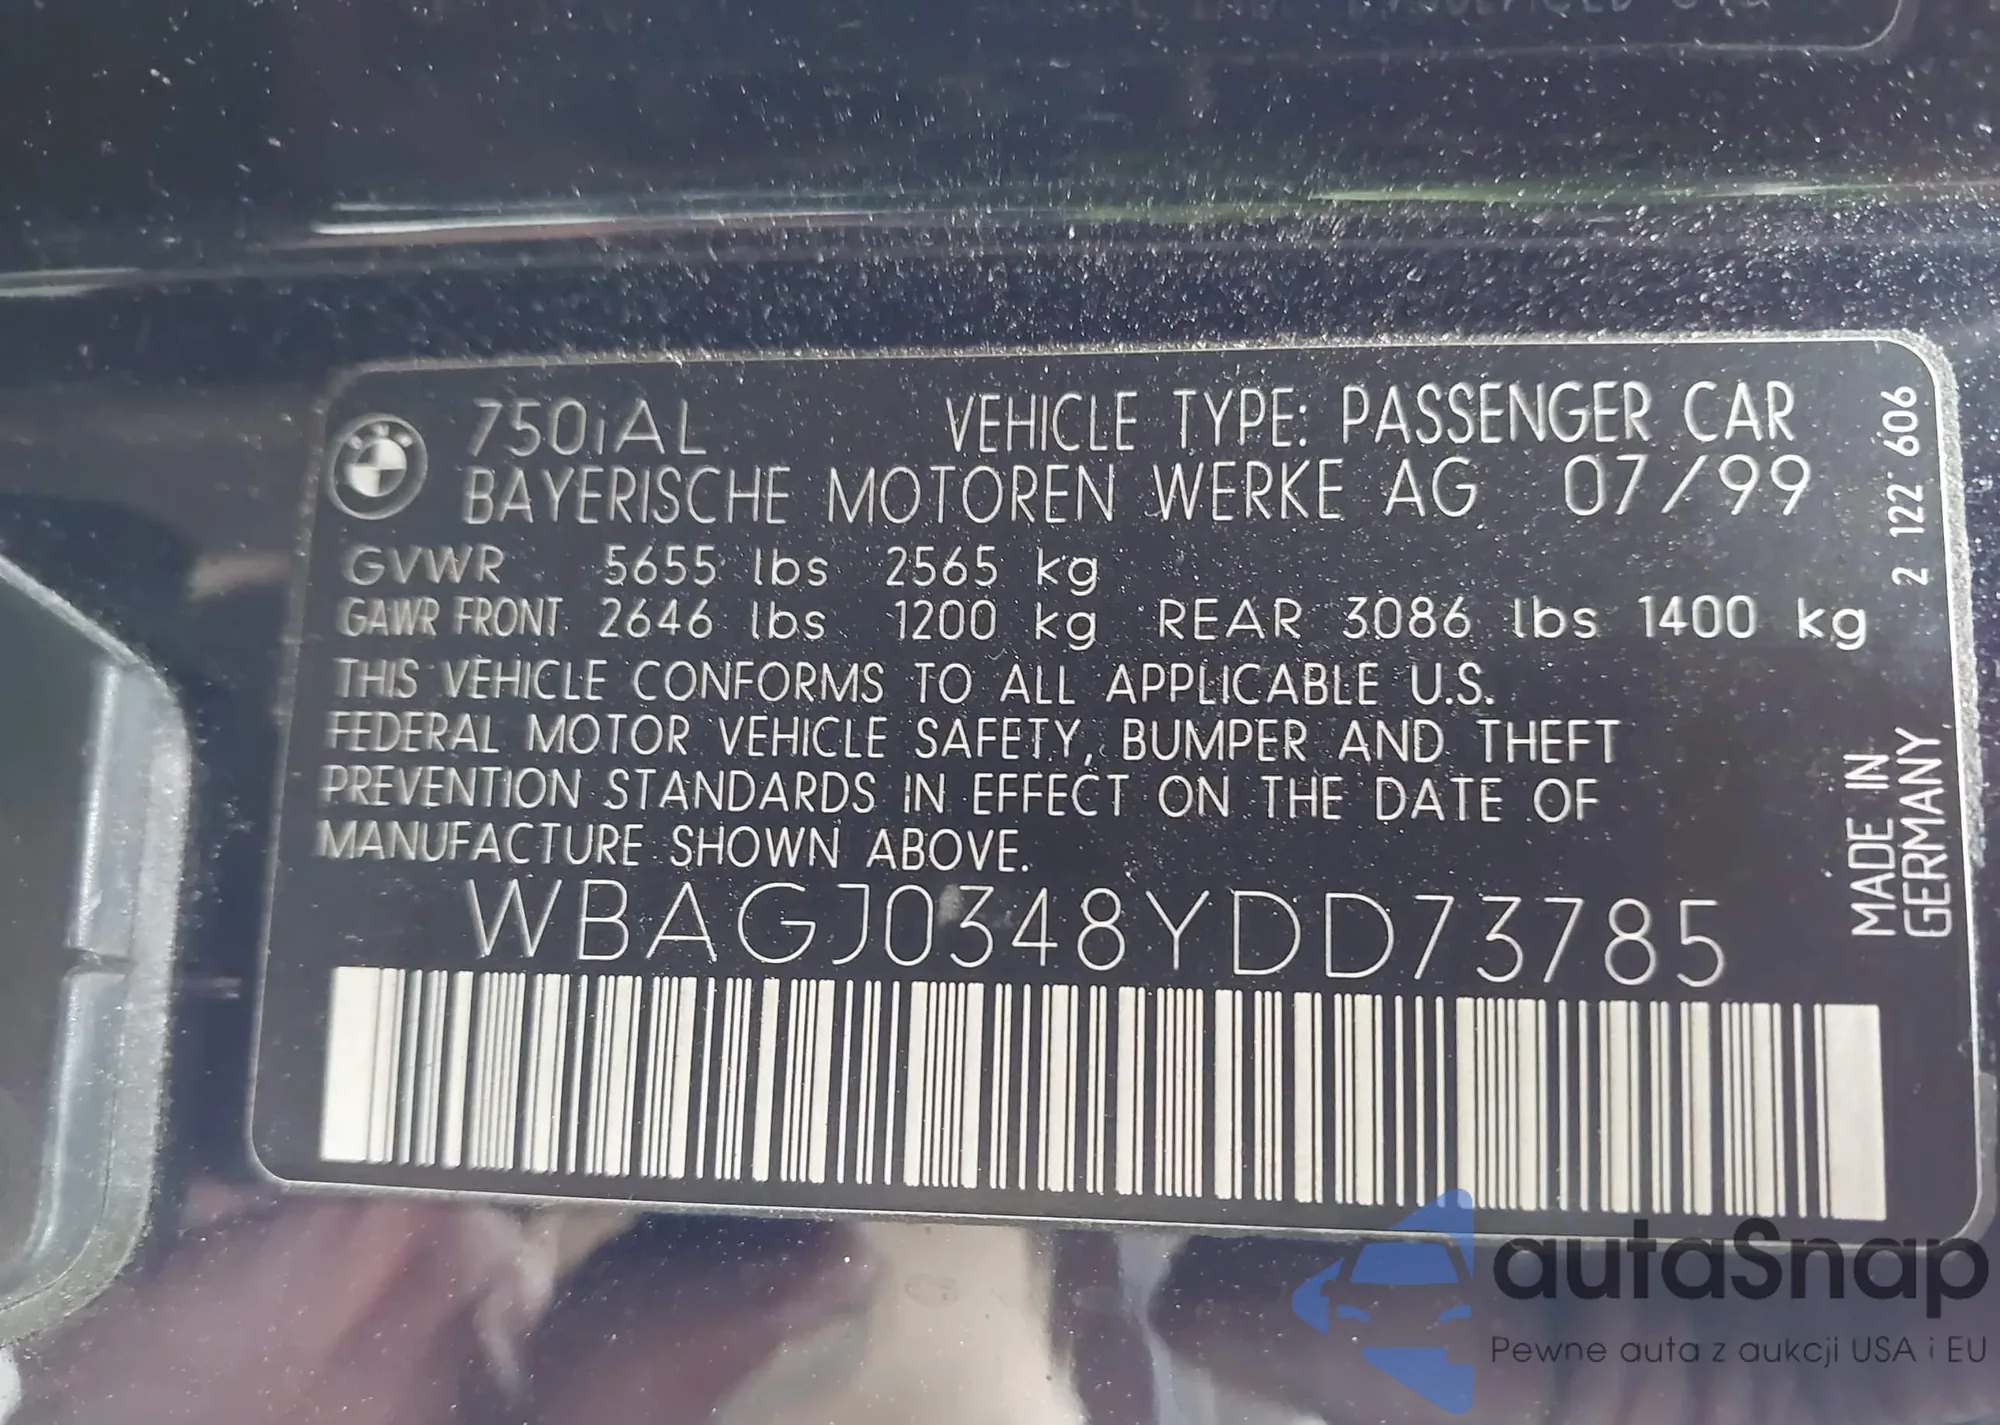 750iAL VEHICLE TYPE: PASSENGER CAR
BAYERISCHE MOTOREN WERKE AG 07/99
GVWR 5655 lbs 2565 kg
GAWR FRONT 2646 lbs 1200 kg REAR 3086 lbs 1400 kg
THIS VEHICLE CONFORMS TO ALL APPLICABLE U.S.
FEDERAL MOTOR VEHICLE SAFETY, BUMPER AND THEFT
PREVENTION STANDARDS IN EFFECT ON THE DATE OF
MANUFACTURE SHOWN ABOVE.
WBAGJ0348YDD73785
2 122 606
MADE IN
GERMANY
autoSnap
Pewne auta z aukcji USA i EU